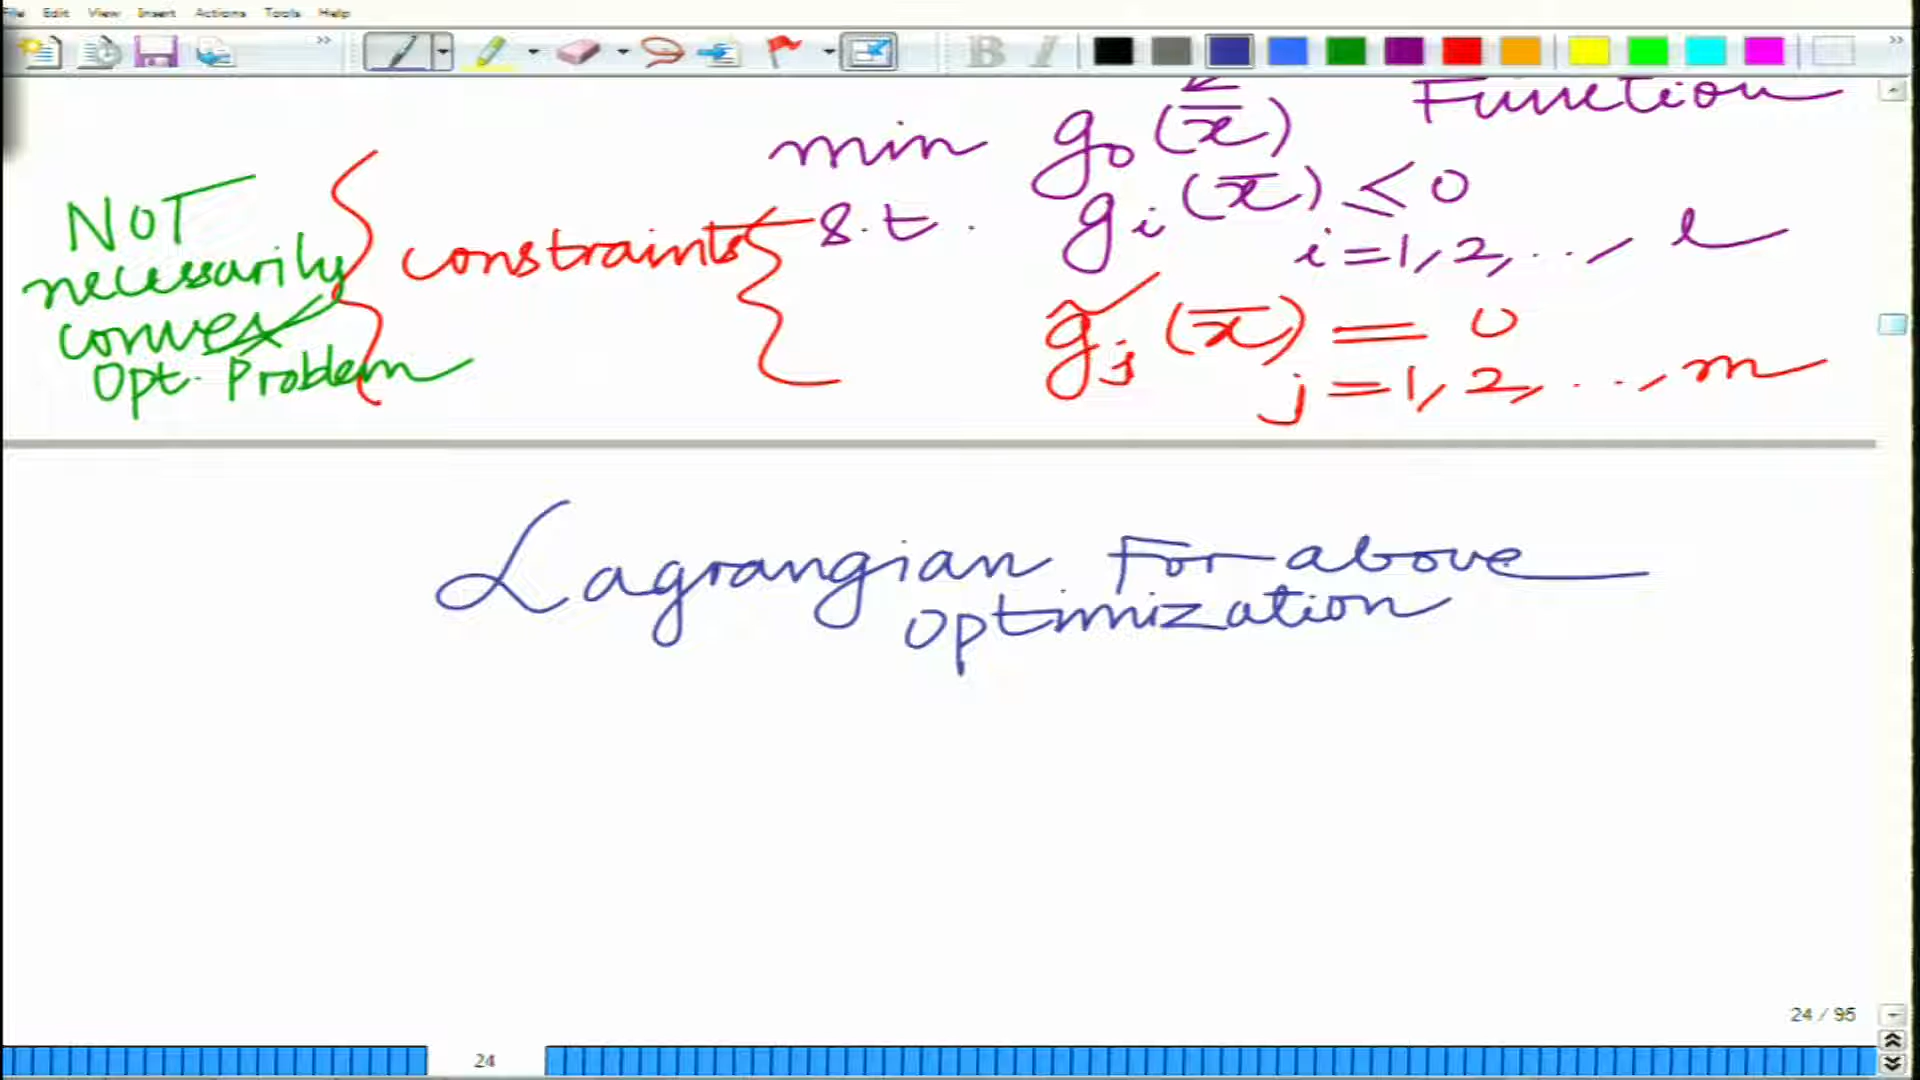 File Edit View Insert Actions Tools Help
B I
Function
min g₀(x̅)
s.t. gᵢ(x̅) ≤ 0
i=1,2,..., l
constraints
g̃ⱼ(x̅) = 0
j=1,2,...,m
NOT
necessarily
convex
Opt. Problem
Lagrangian For above
optimization
24 / 95
24